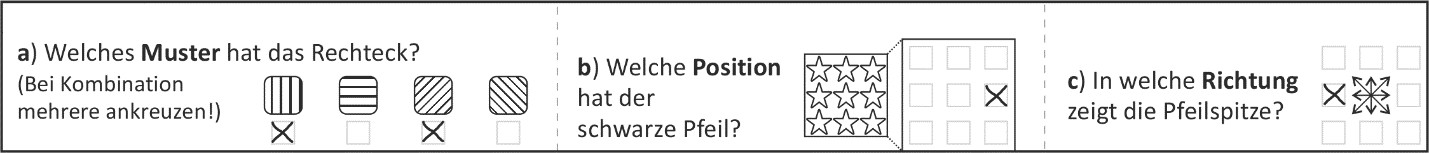 a) Welches Muster hat das Rechteck?
(Bei Kombination
mehrere ankreuzen!)
b) Welche Position
hat der
schwarze Pfeil?
c) In welche Richtung
zeigt die Pfeilspitze?